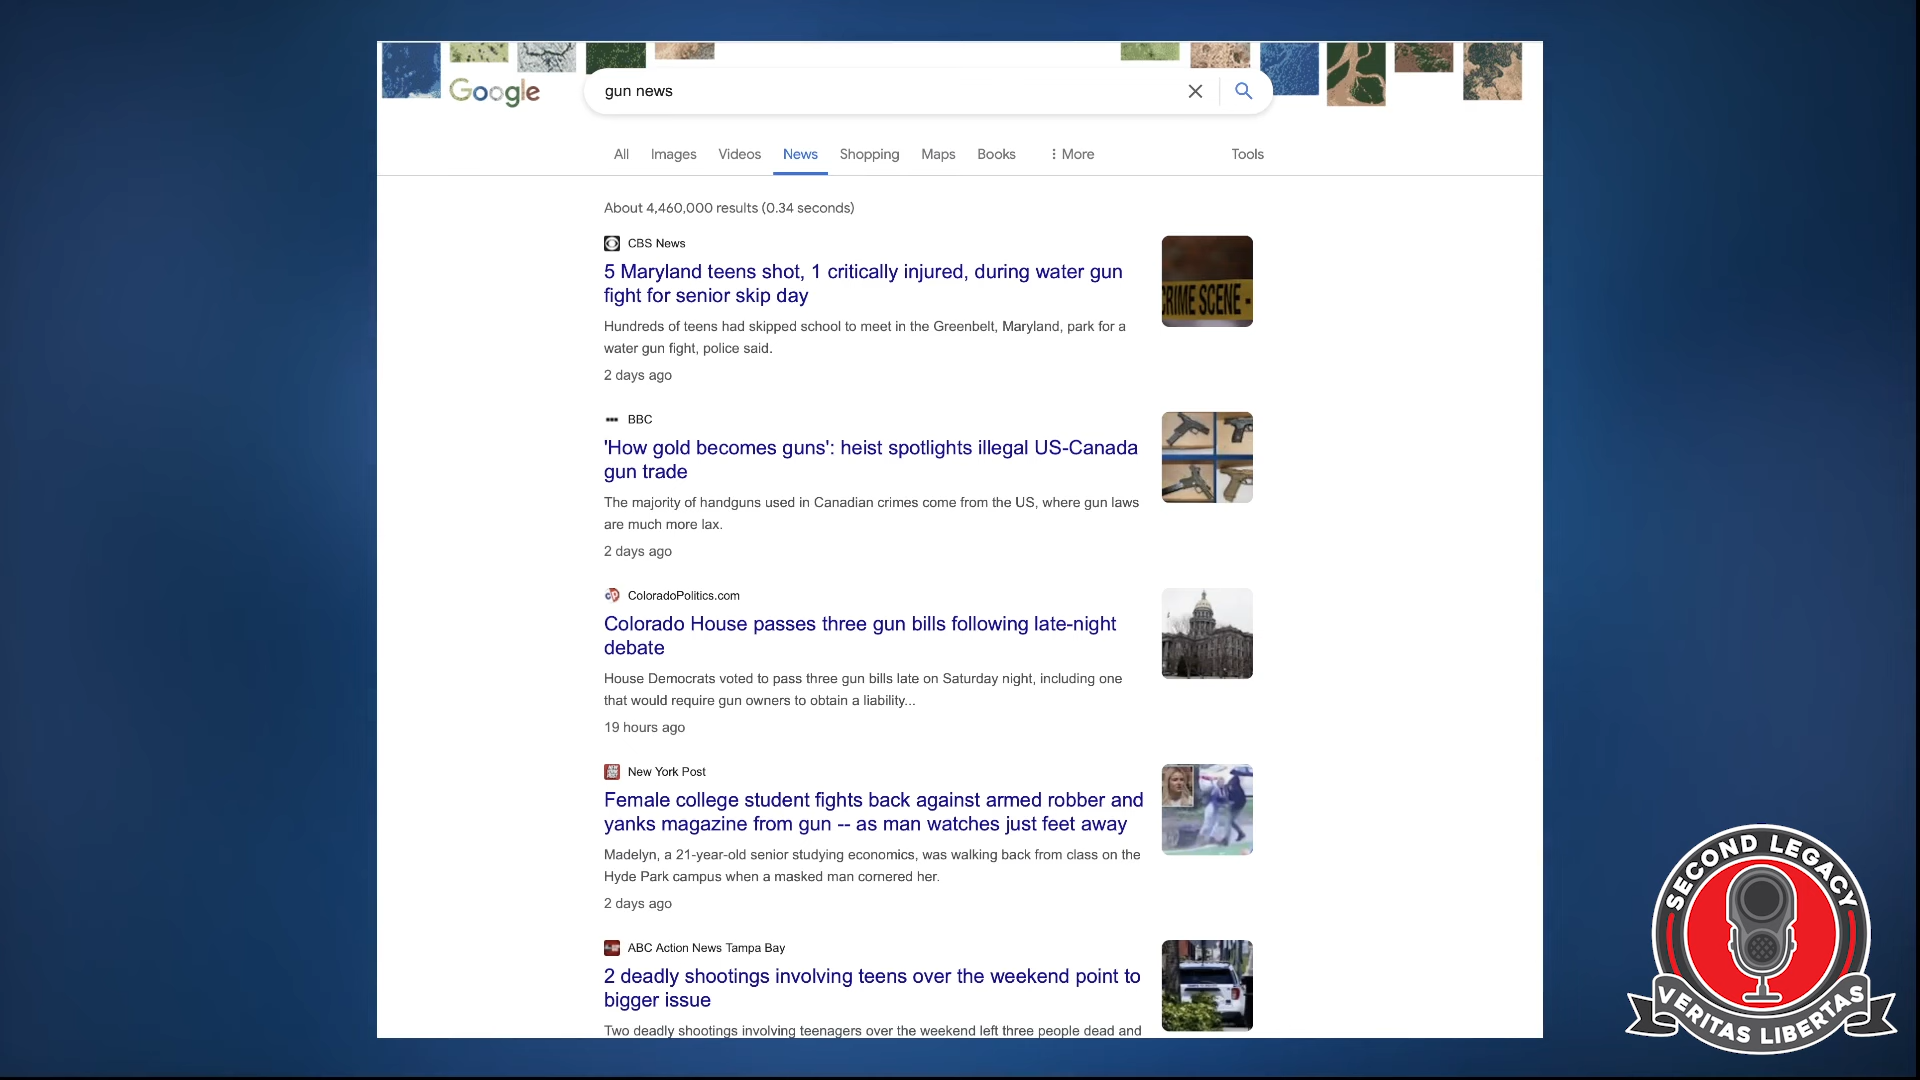 Google
gun news
All Images Videos News Shopping Maps Books More Tools
About 4,460,000 results (0.34 seconds)
CBS News
5 Maryland teens shot, 1 critically injured, during water gun
fight for senior skip day
Hundreds of teens had skipped school to meet in the Greenbelt, Maryland, park for a
water gun fight, police said.
2 days ago
CRIME SCENE -
BBC
'How gold becomes guns': heist spotlights illegal US-Canada
gun trade
The majority of handguns used in Canadian crimes come from the US, where gun laws
are much more lax.
2 days ago
ColoradoPolitics.com
Colorado House passes three gun bills following late-night
debate
House Democrats voted to pass three gun bills late on Saturday night, including one
that would require gun owners to obtain a liability...
19 hours ago
New York Post
Female college student fights back against armed robber and
yanks magazine from gun -- as man watches just feet away
Madelyn, a 21-year-old senior studying economics, was walking back from class on the
Hyde Park campus when a masked man cornered her.
2 days ago
ABC Action News Tampa Bay
2 deadly shootings involving teens over the weekend point to
bigger issue
Two deadly shootings involving teenagers over the weekend left three people dead and
SECOND LEGACY
VERITAS LIBERTAS